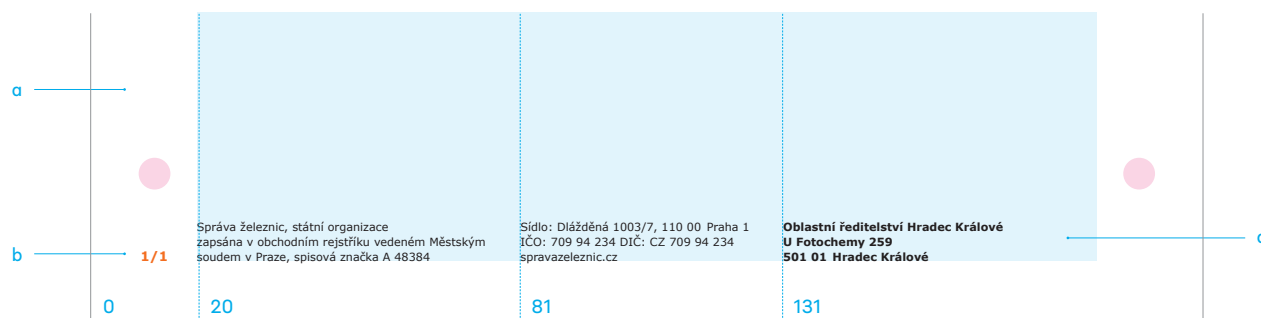 a
Správa železnic, státní organizace
zapsána v obchodním rejstříku vedeném Městským
soudem v Praze, spisová značka A 48384
Sídlo: Dlážděná 1003/7, 110 00 Praha 1
IČO: 709 94 234 DIČ: CZ 709 94 234
spravazeleznic.cz
Oblastní ředitelství Hradec Králové
U Fotochemy 259
501 01 Hradec Králové
b
1/1
0
20
81
131